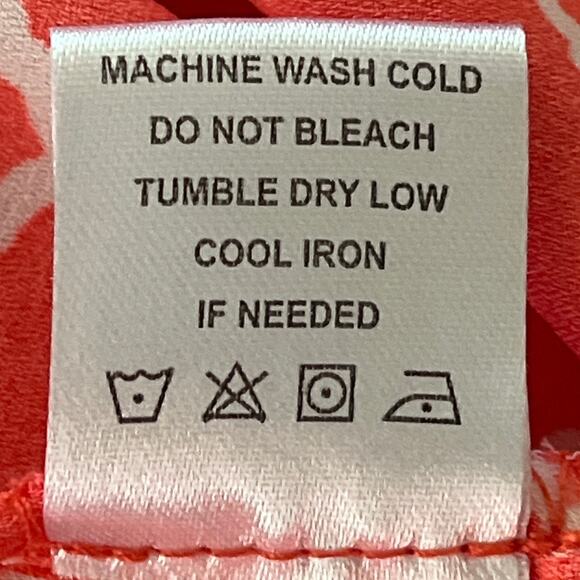 MACHINE WASH COLD
DO NOT BLEACH
TUMBLE DRY LOW
COOL IRON
IF NEEDED